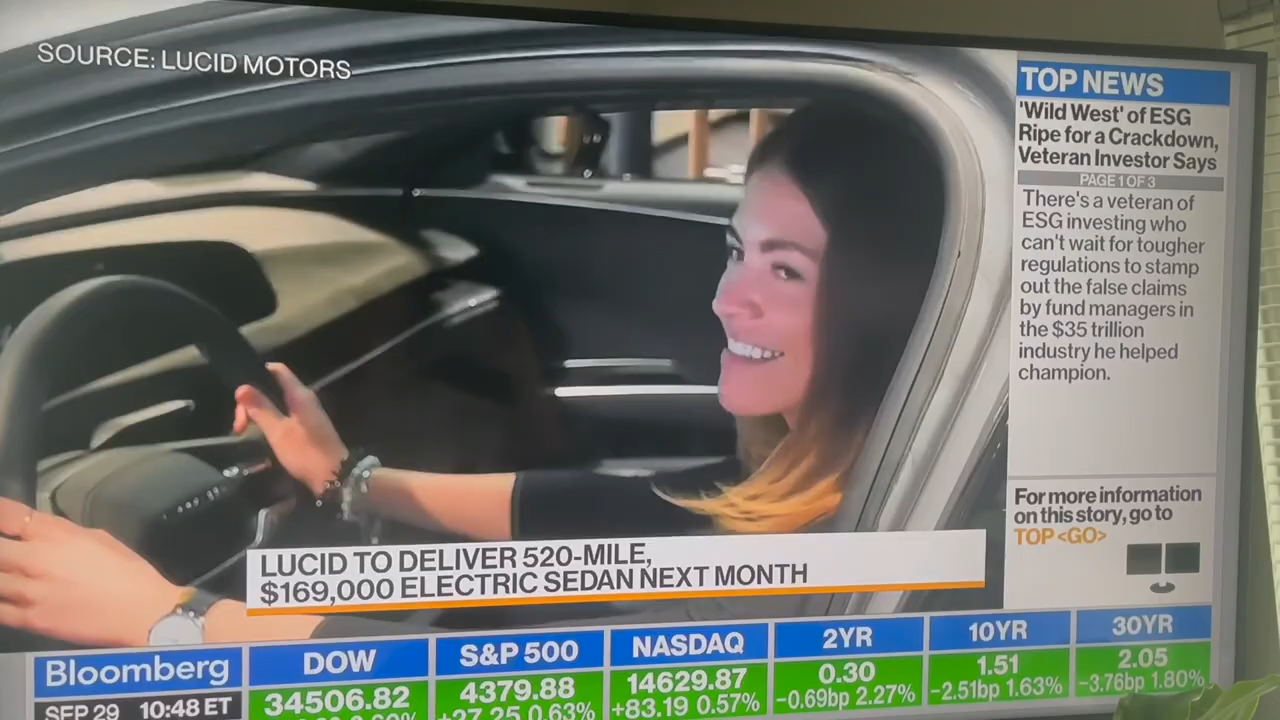 SOURCE: LUCID MOTORS
TOP NEWS
'Wild West' of ESG
Ripe for a Crackdown,
Veteran Investor Says
PAGE 1 OF 3
There's a veteran of
ESG investing who
can't wait for tougher
regulations to stamp
out the false claims
by fund managers in
the $35 trillion
industry he helped
champion.
For more information
on this story, go to
TOP <GO>
LUCID TO DELIVER 520-MILE,
$169,000 ELECTRIC SEDAN NEXT MONTH
Bloomberg
SEP 29 10:48 ET
DOW
34506.82
S&P 500
4379.88
+27.25 0.63%
NASDAQ
14629.87
+83.19 0.57%
2YR
0.30
-0.69bp 2.27%
10YR
1.51
-2.51bp 1.63%
30YR
2.05
-3.76bp 1.80%